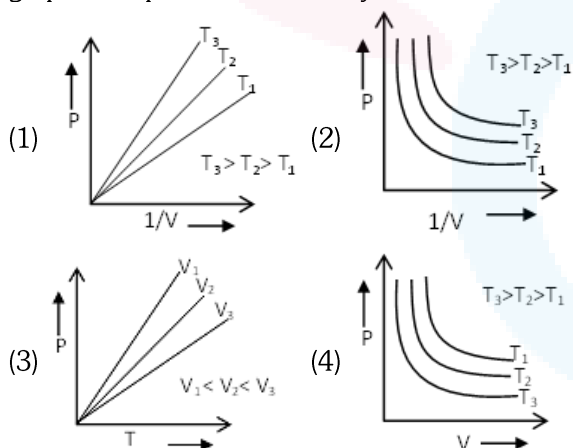 (1) P T₃ T₂ T₁ T₃ > T₂ > T₁ 1/V
(2) P T₃>T₂>T₁ T₃ T₂ T₁ 1/V
(3) P V₁ V₂ V₃ V₁ < V₂ < V₃ T
(4) P T₃>T₂>T₁ T₁ T₂ T₃ V